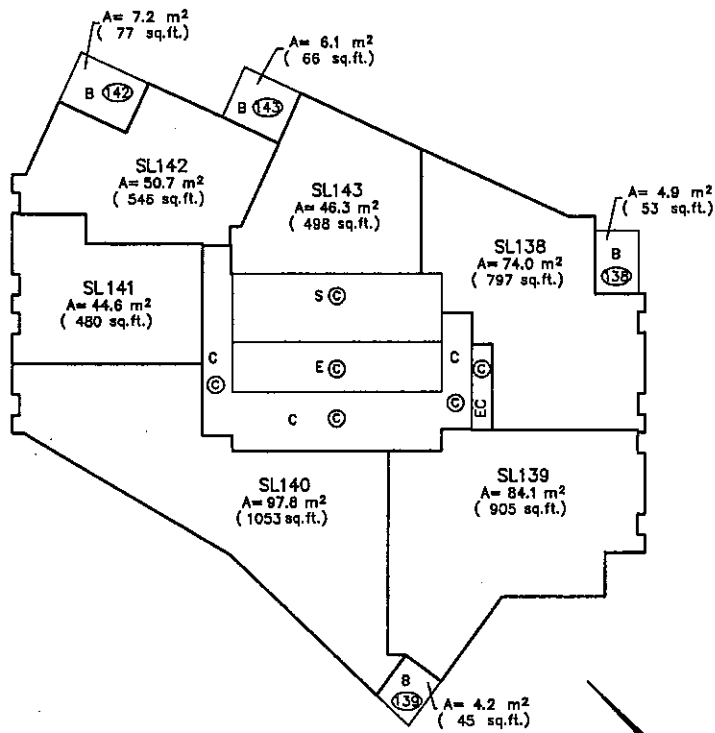 A= 7.2 m²
( 77 sq.ft.)
A= 6.1 m²
( 66 sq.ft.)
B 142
B 143
SL142
A= 50.7 m²
( 546 sq.ft.)
SL143
A= 46.3 m²
( 498 sq.ft.)
A= 4.9 m²
( 53 sq.ft.)
SL138
A= 74.0 m²
( 797 sq.ft.)
B
138
SL141
A= 44.6 m²
( 480 sq.ft.)
S C
C
C
E C
C
C
C
EC
C C
SL140
A= 97.8 m²
( 1053 sq.ft.)
SL139
A= 84.1 m²
( 905 sq.ft.)
B
139
A= 4.2 m²
( 45 sq.ft.)